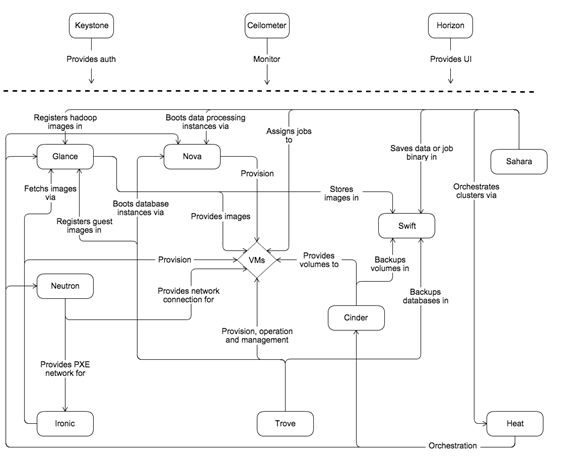 Keystone
Ceilometer
Horizon
Provides auth
Monitor
Provides UI
Registers hadoop
images in
Boots data processing
instances via
Assigns jobs
to
Saves data or job
binary in
Sahara
Glance
Nova
Fetchs images
via
Provision
Orchestrates
clusters via
Stores
images in
Boots database
instances via
Registers guest
images in
Provides images
Swift
Provision
VMs
Provides
volumes to
Backups
volumes in
Neutron
Provides network
connection for
Backups
databases in
Cinder
Provision, operation
and management
Provides PXE
network for
Ironic
Trove
Heat
Orchestration